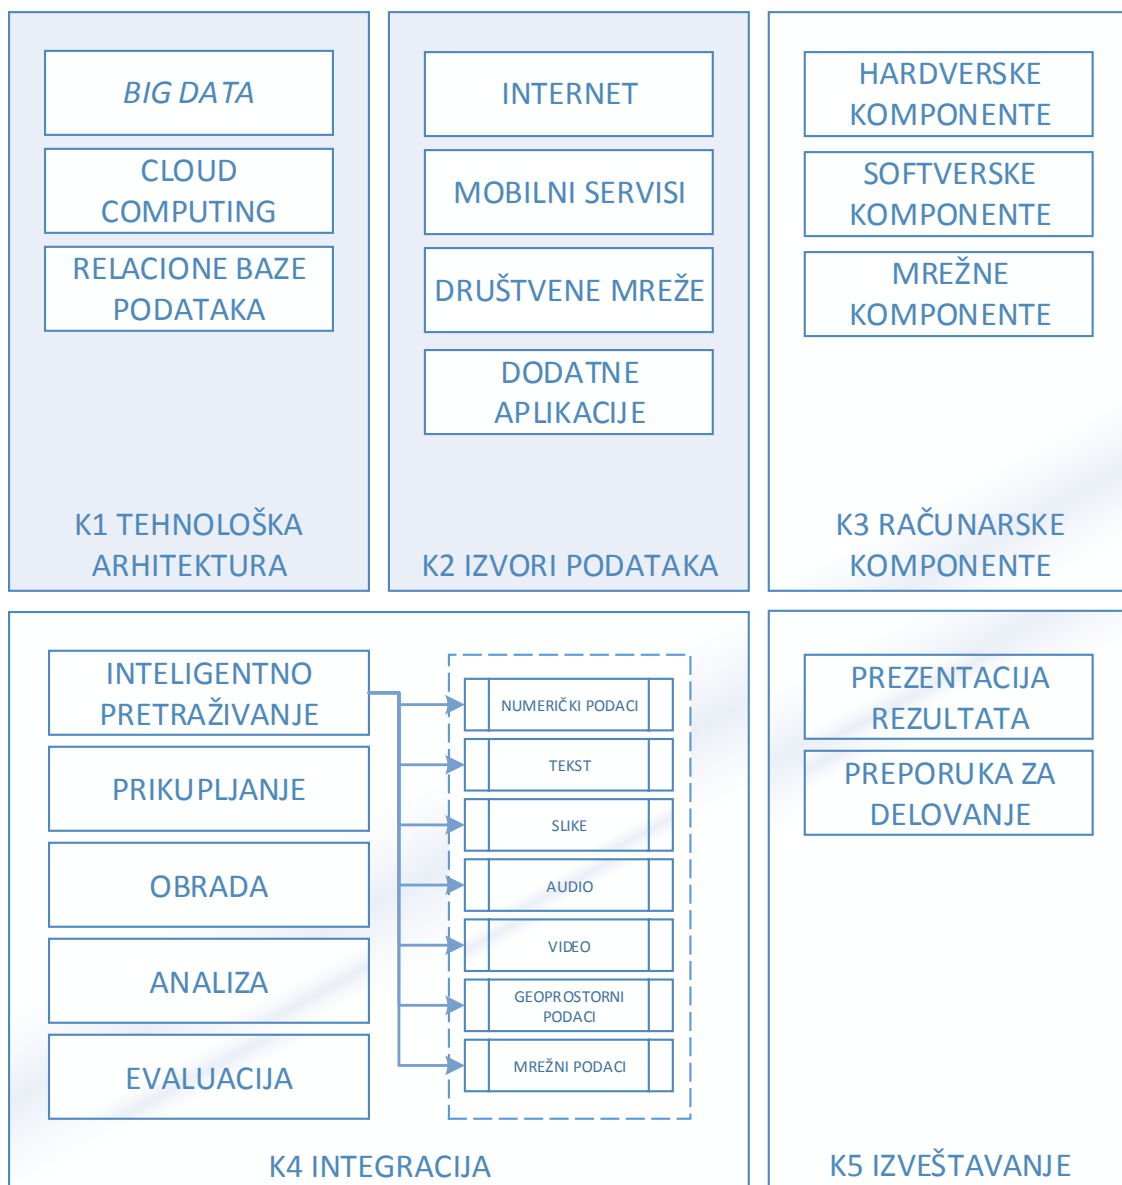 BIG DATA
CLOUD
COMPUTING
RELACIONE BAZE
PODATAKA
K1 TEHNOLOŠKA
ARHITEKTURA
INTERNET
MOBILNI SERVISI
DRUŠTVENE MREŽE
DODATNE
APLIKACIJE
K2 IZVORI PODATAKA
HARDVERSKE
KOMPONENTE
SOFTVERSKE
KOMPONENTE
MREŽNE
KOMPONENTE
K3 RAČUNARSKE
KOMPONENTE
INTELIGENTNO
PRETRAŽIVANJE
PRIKUPLJANJE
OBRADA
ANALIZA
EVALUACIJA
NUMERIČKI PODACI
TEKST
SLIKE
AUDIO
VIDEO
GEOPROSTORNI
PODACI
MREŽNI PODACI
K4 INTEGRACIJA
PREZENTACIJA
REZULTATA
PREPORUKA ZA
DELOVANJE
K5 IZVEŠTAVANJE